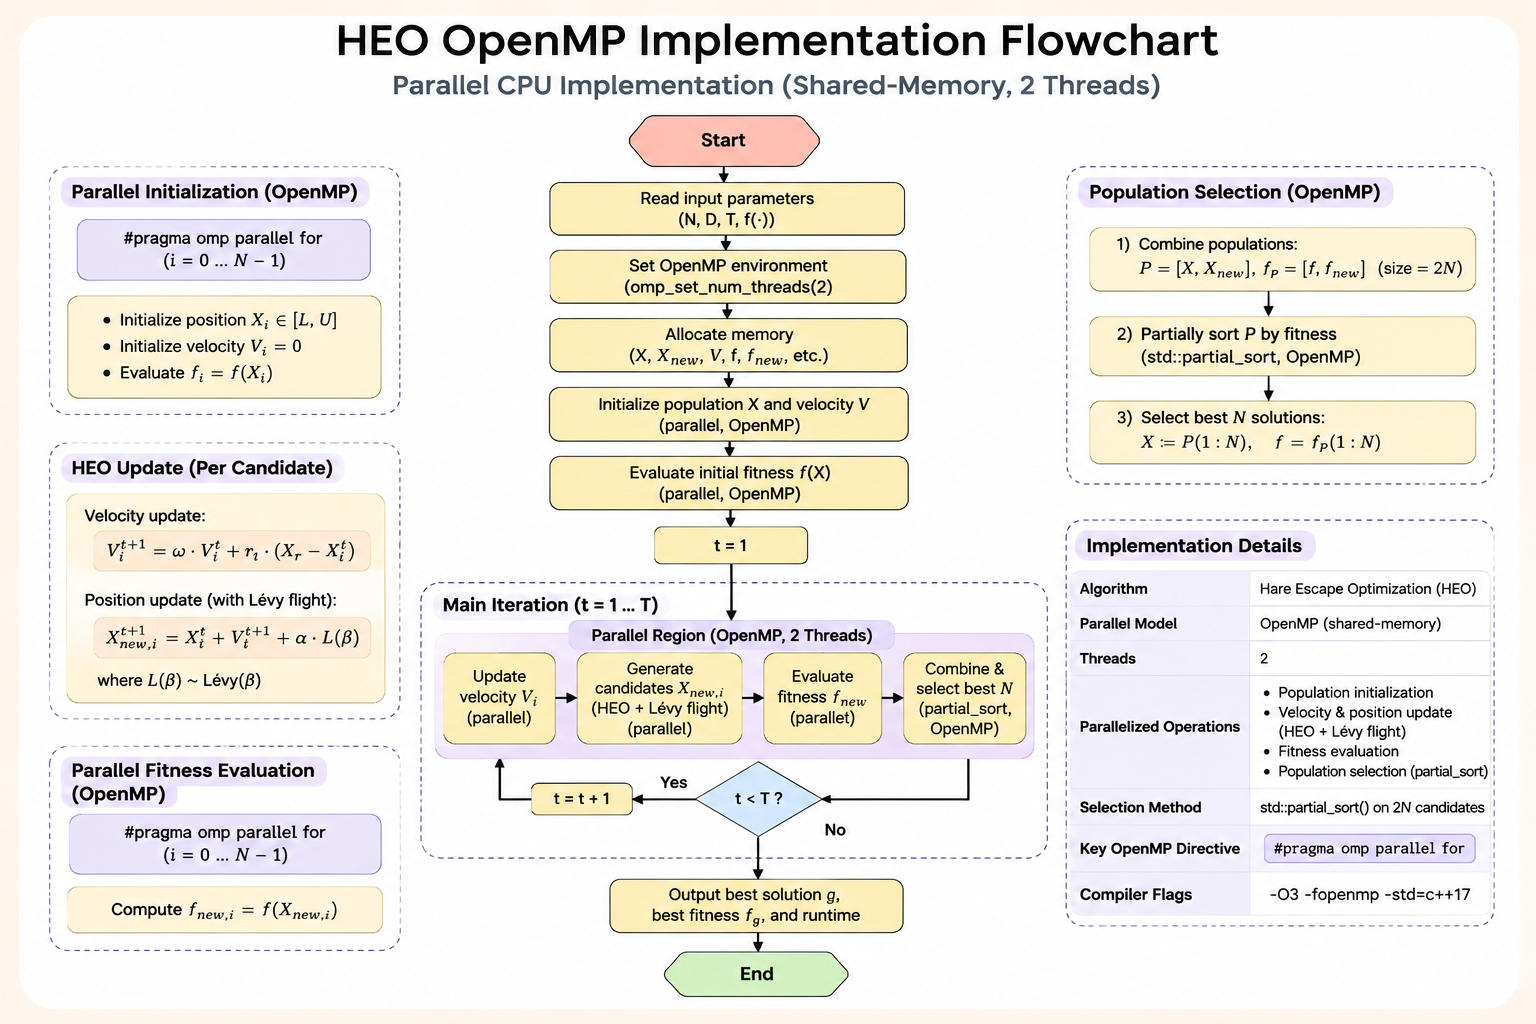 HEO OpenMP Implementation Flowchart
Parallel CPU Implementation (Shared-Memory, 2 Threads)
Start
Read input parameters
(N, D, T, f(·))
Set OpenMP environment
(omp_set_num_threads(2)
Allocate memory
(X, X_new, V, f, f_new, etc.)
Initialize population X and velocity V
(parallel, OpenMP)
Evaluate initial fitness f(X)
(parallel, OpenMP)
t = 1
Main Iteration (t = 1 ... T)
Parallel Region (OpenMP, 2 Threads)
Update
velocity V_i
(parallel)
Generate
candidates X_new,i
(HEO + Lévy flight)
(parallel)
Evaluate
fitness f_new
(parallet)
Combine &
select best N
(partial_sort,
OpenMP)
t = t + 1
Yes
t < T ?
No
Output best solution g,
best fitness f_g, and runtime
End
Parallel Initialization (OpenMP)
#pragma omp parallel for
(i = 0 ... N − 1)
• Initialize position X_i ∈ [L, U]
• Initialize velocity V_i = 0
• Evaluate f_i = f(X_i)
HEO Update (Per Candidate)
Velocity update:
V_i^{t+1} = ω · V_i^t + r_1 · (X_r − X_i^t)
Position update (with Lévy flight):
X_{new,i}^{t+1} = X_i^t + V_t^{t+1} + α · L(β)
where L(β) ~ Lévy(β)
Parallel Fitness Evaluation
(OpenMP)
#pragma omp parallel for
(i = 0 ... N − 1)
Compute f_new,i = f(X_new,i)
Population Selection (OpenMP)
1) Combine populations:
P = [X, X_new], f_P = [f, f_new] (size = 2N)
2) Partially sort P by fitness
(std::partial_sort, OpenMP)
3) Select best N solutions:
X := P(1 : N), f = f_P(1 : N)
Implementation Details
Algorithm Hare Escape Optimization (HEO)
Parallel Model OpenMP (shared-memory)
Threads 2
Parallelized Operations
• Population initialization
• Velocity & position update
(HEO + Lévy flight)
• Fitness evaluation
• Population selection (partial_sort)
Selection Method std::partial_sort() on 2N candidates
Key OpenMP Directive #pragma omp parallel for
Compiler Flags -O3 -fopenmp -std=c++17